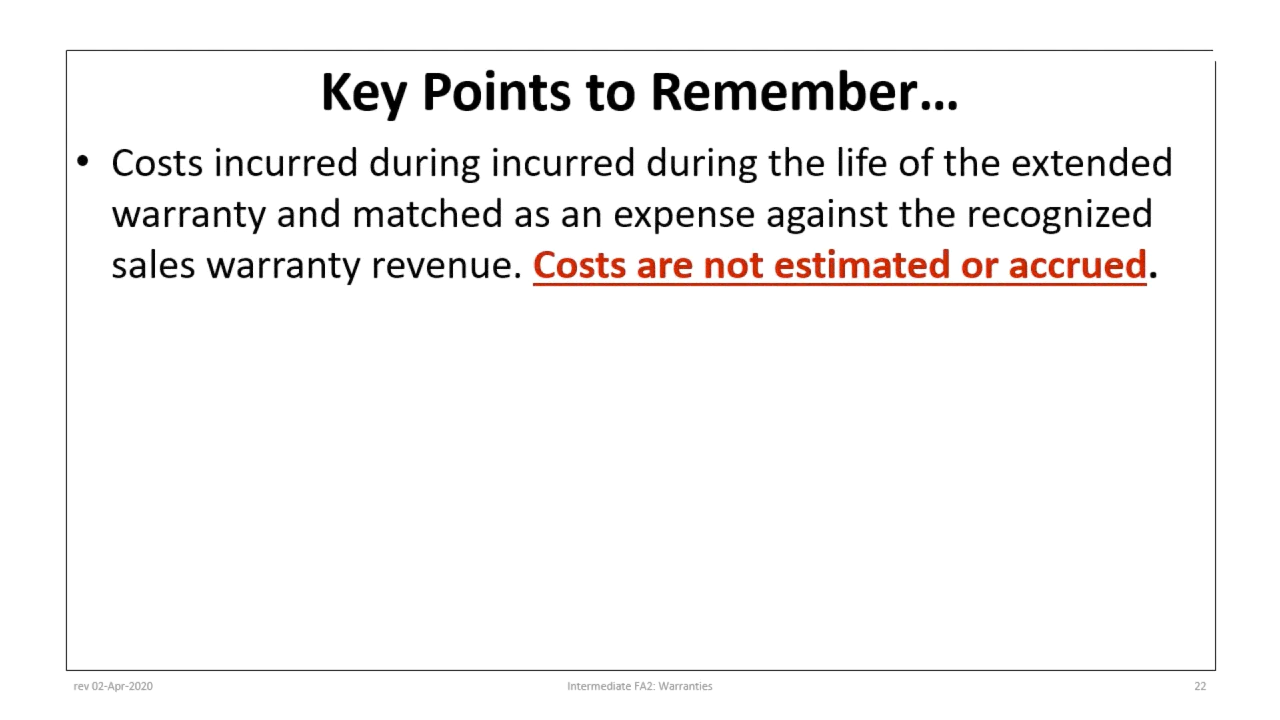 Key Points to Remember…
• Costs incurred during incurred during the life of the extended
warranty and matched as an expense against the recognized
sales warranty revenue. Costs are not estimated or accrued.
rev 02-Apr-2020
Intermediate FA2: Warranties
22